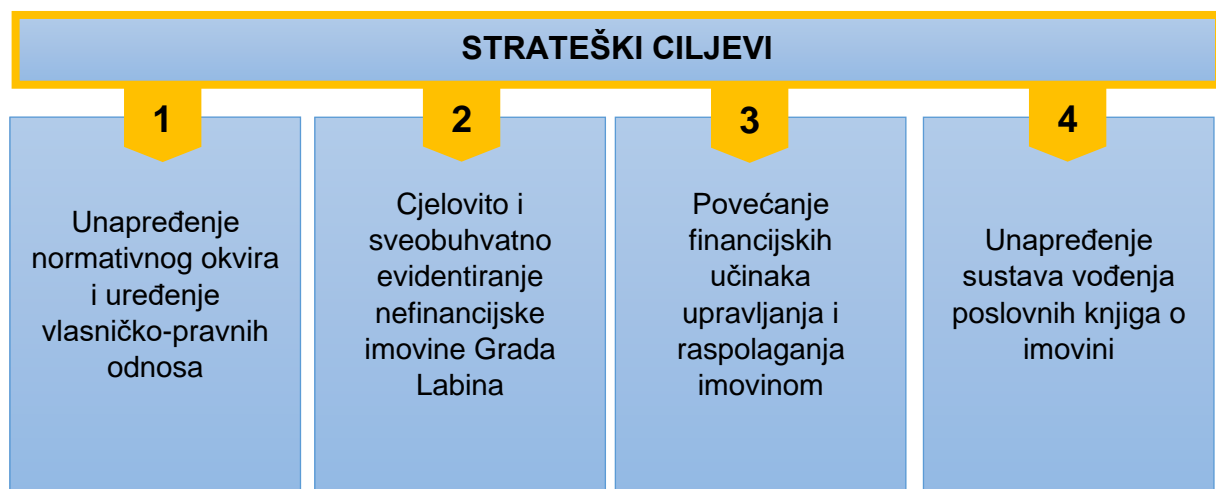 STRATEŠKI CILJEVI
1
Unapređenje
normativnog okvira
i uređenje
vlasničko-pravnih
odnosa
2
Cjelovito i
sveobuhvatno
evidentiranje
nefinancijske
imovine Grada
Labina
3
Povećanje
financijskih
učinaka
upravljanja i
raspolaganja
imovinom
4
Unapređenje
sustava vođenja
poslovnih knjiga o
imovini